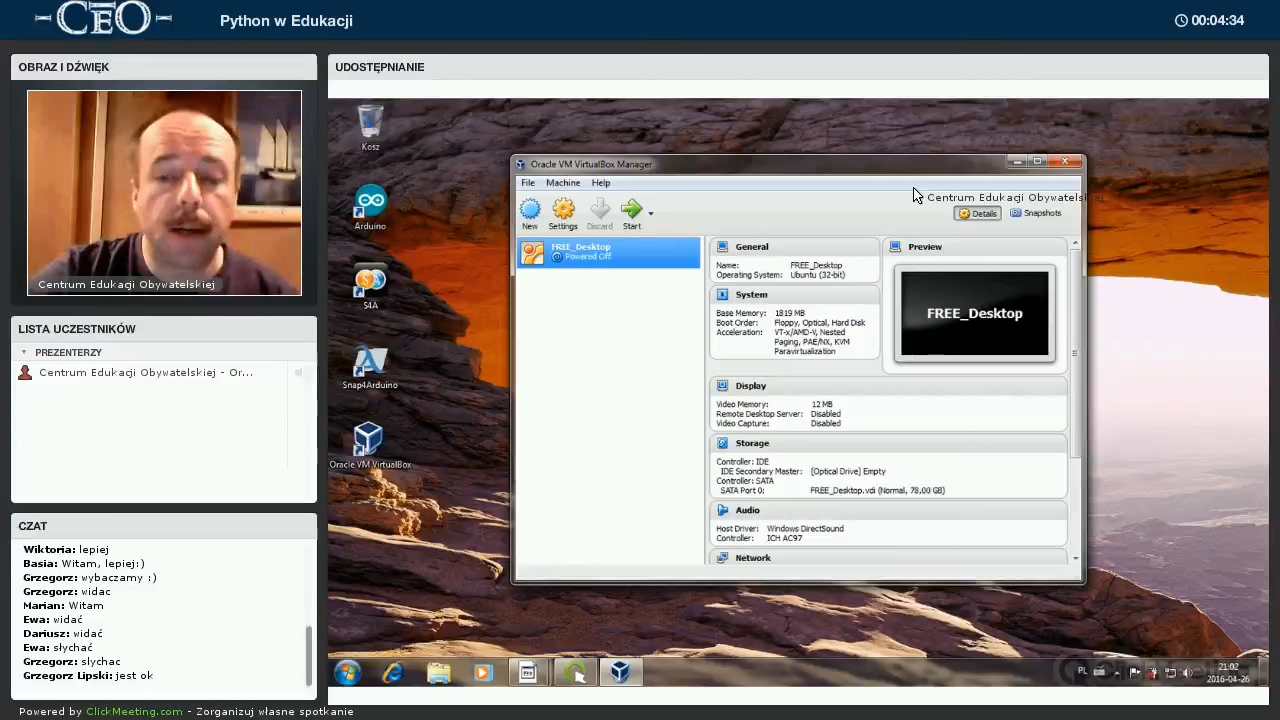 CEO
Python w Edukacji
00:04:34
OBRAZ I DŹWIĘK
Centrum Edukacji Obywatelskiej
LISTA UCZESTNIKÓW
PREZENTERZY
Centrum Edukacji Obywatelskiej - Or...
CZAT
Wiktoria: lepiej
Basia: Witam, lepiej:)
Grzegorz: wybaczamy :)
Grzegorz: widac
Marian: Witam
Ewa: widać
Dariusz: widać
Ewa: słychać
Grzegorz: slychac
Grzegorz Lipski: jest ok
Powered by ClickMeeting.com - Zorganizuj własne spotkanie
UDOSTĘPNIANIE
Kosz
Arduino
S4A
Snap4Arduino
Oracle VM VirtualBox
Oracle VM VirtualBox Manager
File Machine Help
Centrum Edukacji Obywatelskiej
New Settings Discard Start
Details Snapshots
FREE_Desktop
Powered Off
General
Name: FREE_Desktop
Operating System: Ubuntu (32-bit)
System
Base Memory: 1819 MB
Boot Order: Floppy, Optical, Hard Disk
Acceleration: VT-x/AMD-V, Nested
Paging, PAE/NX, KVM
Paravirtualization
Preview
FREE_Desktop
Display
Video Memory: 12 MB
Remote Desktop Server: Disabled
Video Capture: Disabled
Storage
Controller: IDE
IDE Secondary Master: [Optical Drive] Empty
Controller: SATA
SATA Port 0: FREE_Desktop.vdi (Normal, 78,00 GB)
Audio
Host Driver: Windows DirectSound
Controller: ICH AC97
Network
PL
21:02
2016-04-26